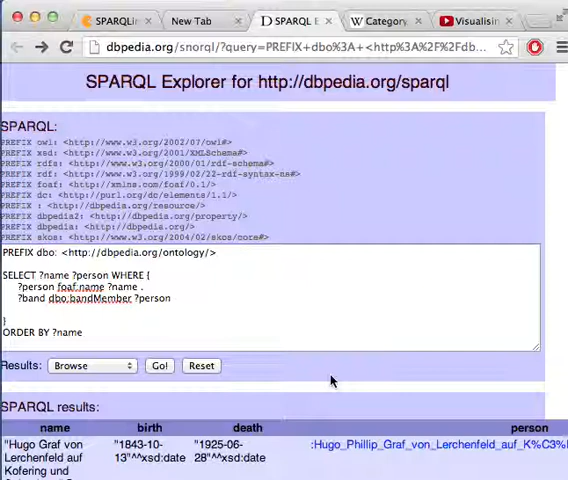 SPARQLin
New Tab
SPARQL E
Category
Visualisin
dbpedia.org/snorql/?query=PREFIX+dbo%3A+<http%3A%2F%2Fdb...
SPARQL Explorer for http://dbpedia.org/sparql
SPARQL:
PREFIX owl: <http://www.w3.org/2002/07/owl#>
PREFIX xsd: <http://www.w3.org/2001/XMLSchema#>
PREFIX rdfs: <http://www.w3.org/2000/01/rdf-schema#>
PREFIX rdf: <http://www.w3.org/1999/02/22-rdf-syntax-ns#>
PREFIX foaf: <http://xmlns.com/foaf/0.1/>
PREFIX dc: <http://purl.org/dc/elements/1.1/>
PREFIX : <http://dbpedia.org/resource/>
PREFIX dbpedia2: <http://dbpedia.org/property/>
PREFIX dbpedia: <http://dbpedia.org/>
PREFIX skos: <http://www.w3.org/2004/02/skos/core#>
PREFIX dbo: <http://dbpedia.org/ontology/>
SELECT ?name ?person WHERE {
?person foaf:name ?name .
?band dbo:bandMember ?person
}
ORDER BY ?name
Results:
Browse
Go!
Reset
SPARQL results:
name birth death person
"Hugo Graf von "1843-10- "1925-06- :Hugo_Phillip_Graf_von_Lerchenfeld_auf_K%C3%
Lerchenfeld auf 13"^^xsd:date 28"^^xsd:date
Kofering und